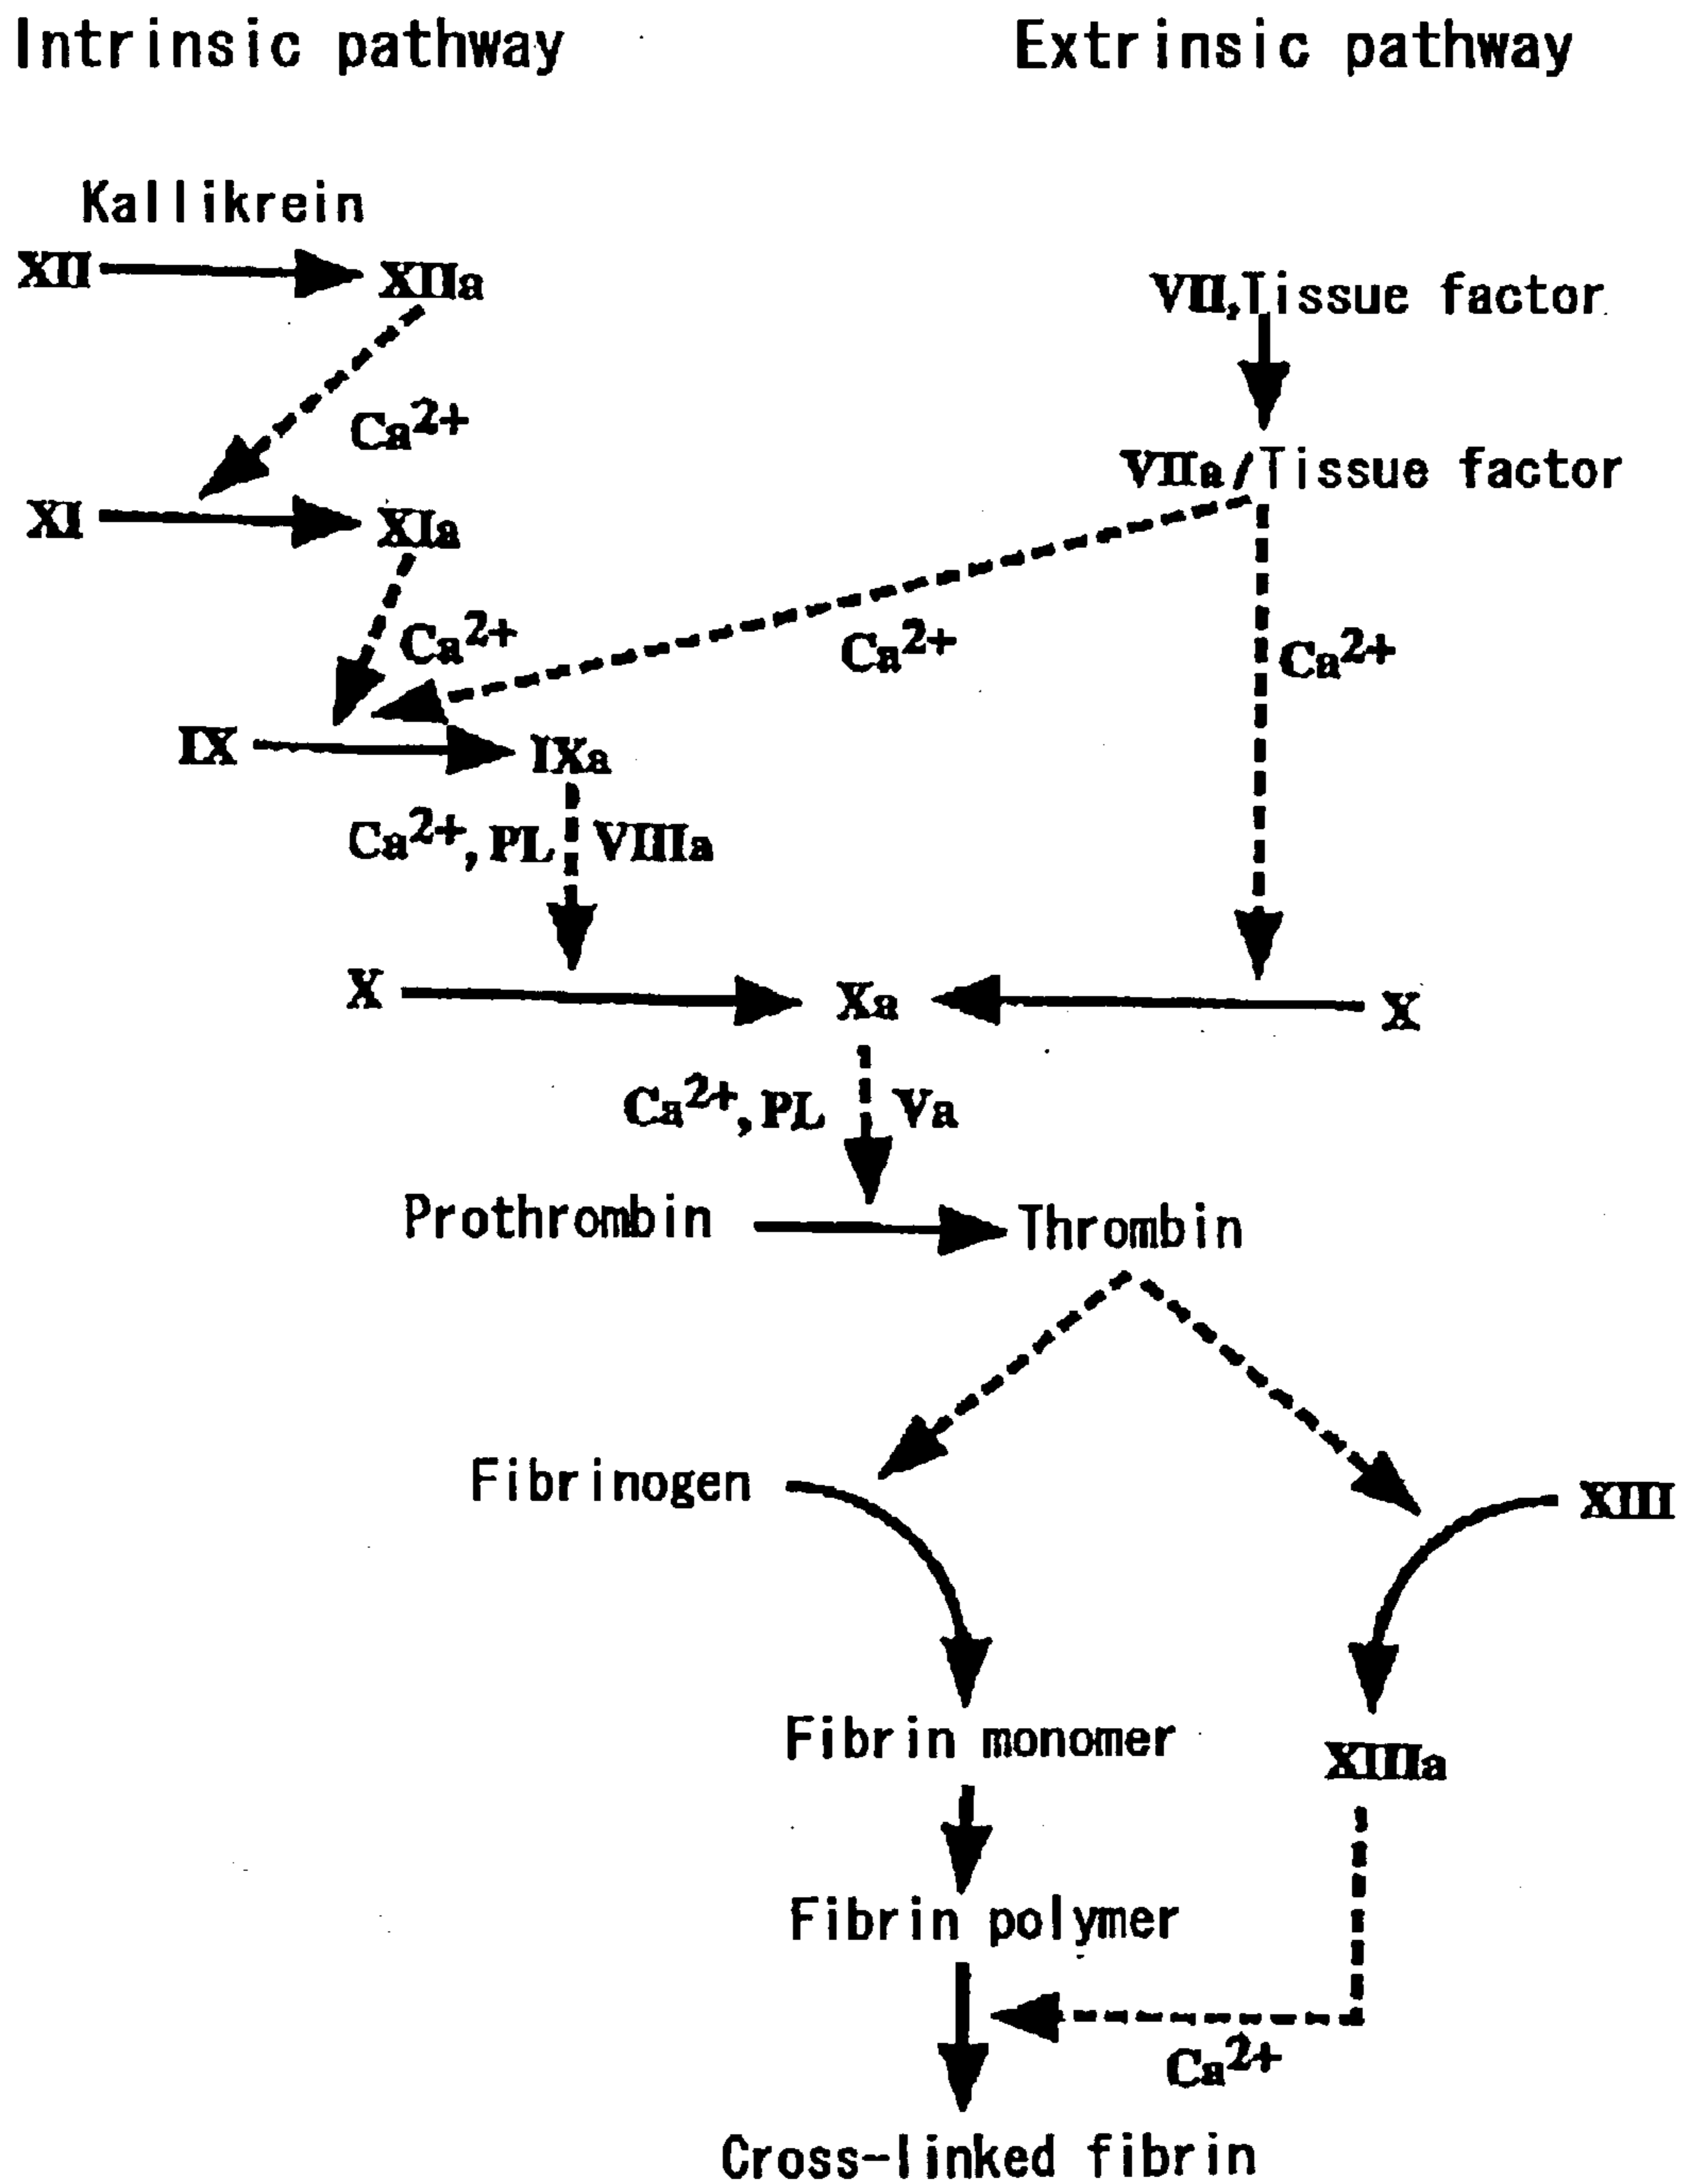 Intrinsic pathway
Extrinsic pathway
Kallikrein
XII
XIIa
VII,Tissue factor
Ca2+
VIIa/Tissue factor
XI
XIa
Ca2+
Ca2+
Ca2+
IX
IXa
Ca2+, PL
VIIIa
X
Xa
X
Ca2+, PL
Va
Prothrombin
Thrombin
Fibrinogen
XIII
Fibrin monomer
XIIIa
Fibrin polymer
Ca2+
Cross-linked fibrin